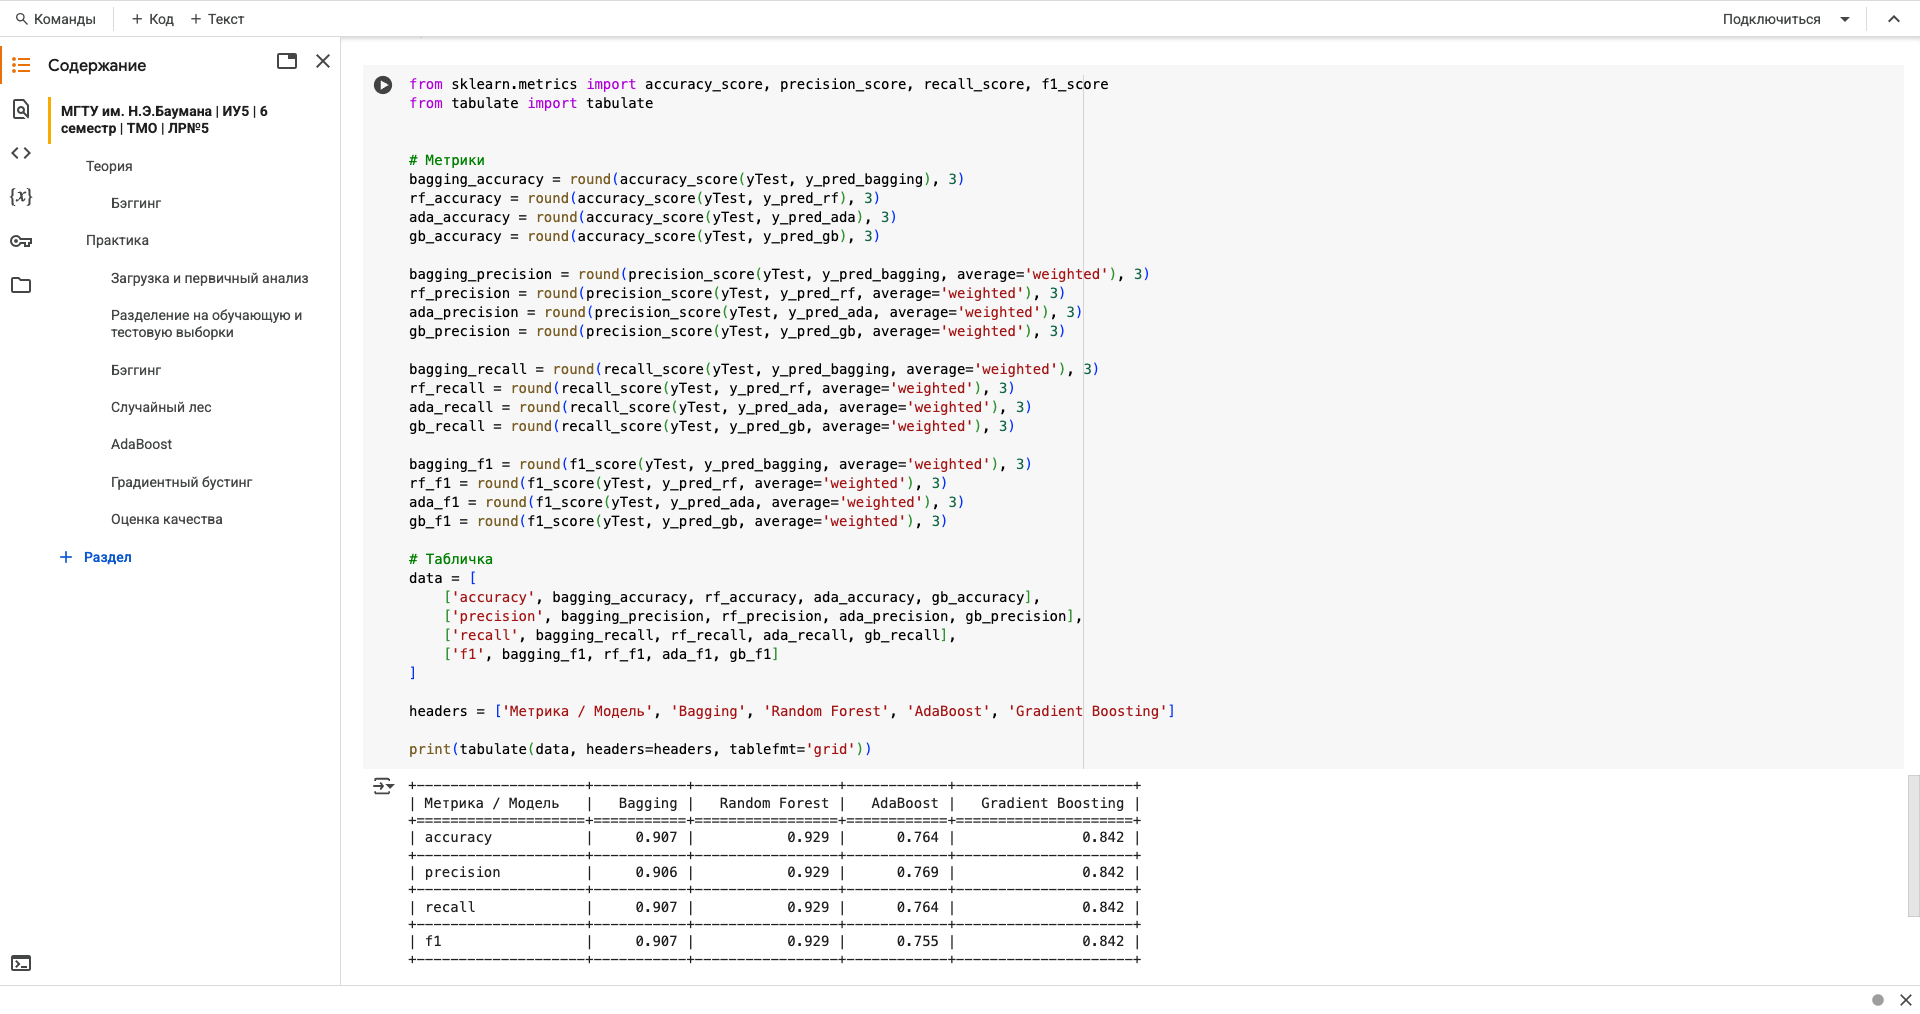 Команды
+ Код
+ Текст
Подключиться
Содержание
МГТУ им. Н.Э.Баумана | ИУ5 | 6
семестр | ТМО | ЛР№5
Теория
Бэггинг
Практика
Загрузка и первичный анализ
Разделение на обучающую и
тестовую выборки
Бэггинг
Случайный лес
AdaBoost
Градиентный бустинг
Оценка качества
+ Раздел
from sklearn.metrics import accuracy_score, precision_score, recall_score, f1_score
from tabulate import tabulate
# Метрики
bagging_accuracy = round(accuracy_score(yTest, y_pred_bagging), 3)
rf_accuracy = round(accuracy_score(yTest, y_pred_rf), 3)
ada_accuracy = round(accuracy_score(yTest, y_pred_ada), 3)
gb_accuracy = round(accuracy_score(yTest, y_pred_gb), 3)
bagging_precision = round(precision_score(yTest, y_pred_bagging, average='weighted'), 3)
rf_precision = round(precision_score(yTest, y_pred_rf, average='weighted'), 3)
ada_precision = round(precision_score(yTest, y_pred_ada, average='weighted'), 3)
gb_precision = round(precision_score(yTest, y_pred_gb, average='weighted'), 3)
bagging_recall = round(recall_score(yTest, y_pred_bagging, average='weighted'), 3)
rf_recall = round(recall_score(yTest, y_pred_rf, average='weighted'), 3)
ada_recall = round(recall_score(yTest, y_pred_ada, average='weighted'), 3)
gb_recall = round(recall_score(yTest, y_pred_gb, average='weighted'), 3)
bagging_f1 = round(f1_score(yTest, y_pred_bagging, average='weighted'), 3)
rf_f1 = round(f1_score(yTest, y_pred_rf, average='weighted'), 3)
ada_f1 = round(f1_score(yTest, y_pred_ada, average='weighted'), 3)
gb_f1 = round(f1_score(yTest, y_pred_gb, average='weighted'), 3)
# Табличка
data = [
    ['accuracy', bagging_accuracy, rf_accuracy, ada_accuracy, gb_accuracy],
    ['precision', bagging_precision, rf_precision, ada_precision, gb_precision],
    ['recall', bagging_recall, rf_recall, ada_recall, gb_recall],
    ['f1', bagging_f1, rf_f1, ada_f1, gb_f1]
]
headers = ['Метрика / Модель', 'Bagging', 'Random Forest', 'AdaBoost', 'Gradient Boosting']
print(tabulate(data, headers=headers, tablefmt='grid'))
+--------------------+-----------+-----------------+------------+---------------------+
| Метрика / Модель   |   Bagging |   Random Forest |   AdaBoost |   Gradient Boosting |
+====================+===========+=================+============+=====================+
| accuracy           |     0.907 |           0.929 |      0.764 |               0.842 |
+--------------------+-----------+-----------------+------------+---------------------+
| precision          |     0.906 |           0.929 |      0.769 |               0.842 |
+--------------------+-----------+-----------------+------------+---------------------+
| recall             |     0.907 |           0.929 |      0.764 |               0.842 |
+--------------------+-----------+-----------------+------------+---------------------+
| f1                 |     0.907 |           0.929 |      0.755 |               0.842 |
+--------------------+-----------+-----------------+------------+---------------------+